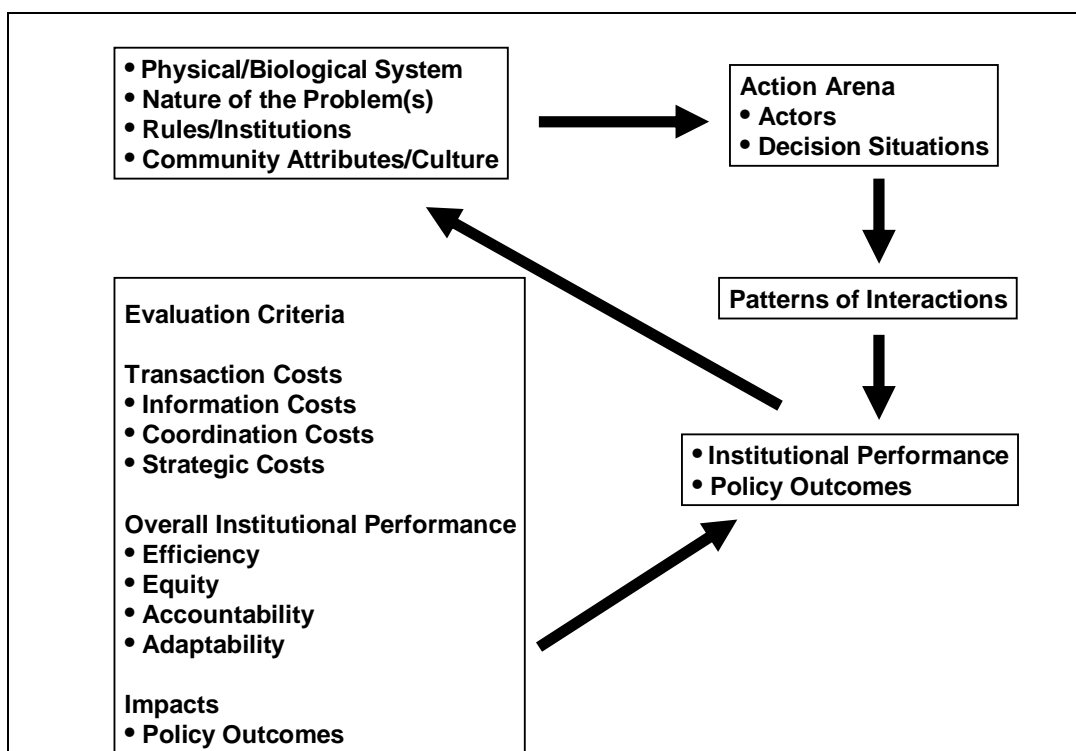 • Physical/Biological System
• Nature of the Problem(s)
• Rules/Institutions
• Community Attributes/Culture
Action Arena
• Actors
• Decision Situations
Patterns of Interactions
• Institutional Performance
• Policy Outcomes
Evaluation Criteria
Transaction Costs
• Information Costs
• Coordination Costs
• Strategic Costs
Overall Institutional Performance
• Efficiency
• Equity
• Accountability
• Adaptability
Impacts
• Policy Outcomes